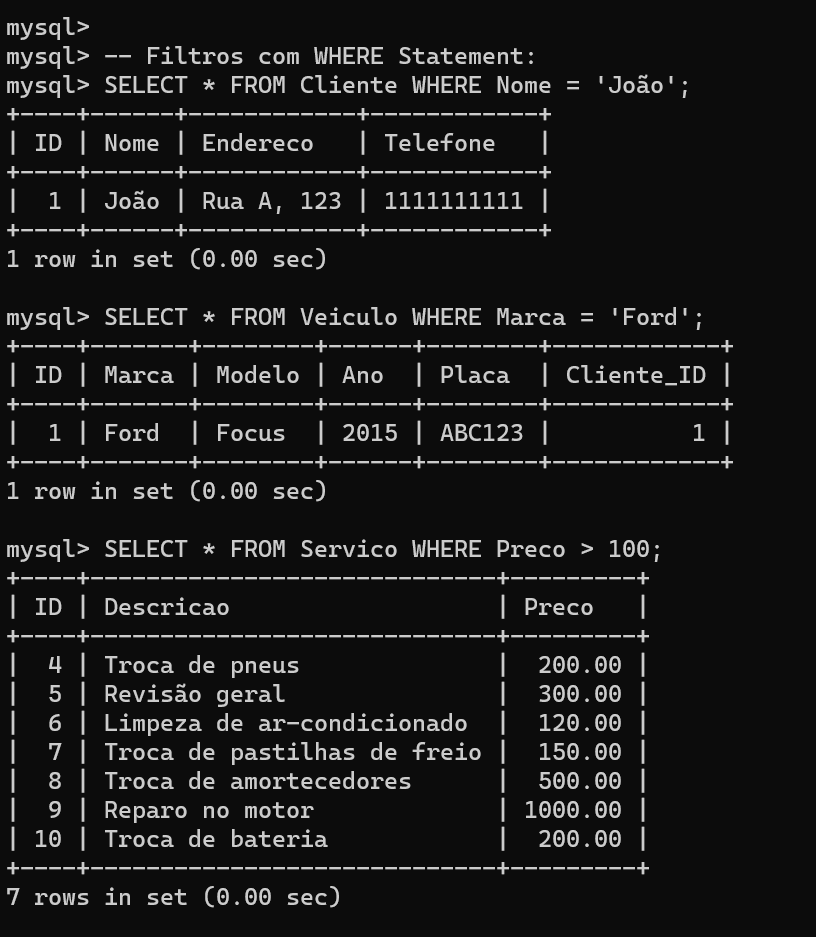 mysql>
mysql> -- Filtros com WHERE Statement:
mysql> SELECT * FROM Cliente WHERE Nome = 'João';
+----+------+------------+------------+
| ID | Nome | Endereco   | Telefone   |
+----+------+------------+------------+
|  1 | João | Rua A, 123 | 1111111111 |
+----+------+------------+------------+
1 row in set (0.00 sec)

mysql> SELECT * FROM Veiculo WHERE Marca = 'Ford';
+----+-------+--------+------+--------+------------+
| ID | Marca | Modelo | Ano  | Placa  | Cliente_ID |
+----+-------+--------+------+--------+------------+
|  1 | Ford  | Focus  | 2015 | ABC123 |          1 |
+----+-------+--------+------+--------+------------+
1 row in set (0.00 sec)

mysql> SELECT * FROM Servico WHERE Preco > 100;
+----+-----------------------------+---------+
| ID | Descricao                   | Preco   |
+----+-----------------------------+---------+
|  4 | Troca de pneus              |  200.00 |
|  5 | Revisão geral               |  300.00 |
|  6 | Limpeza de ar-condicionado  |  120.00 |
|  7 | Troca de pastilhas de freio |  150.00 |
|  8 | Troca de amortecedores      |  500.00 |
|  9 | Reparo no motor             | 1000.00 |
| 10 | Troca de bateria            |  200.00 |
+----+-----------------------------+---------+
7 rows in set (0.00 sec)